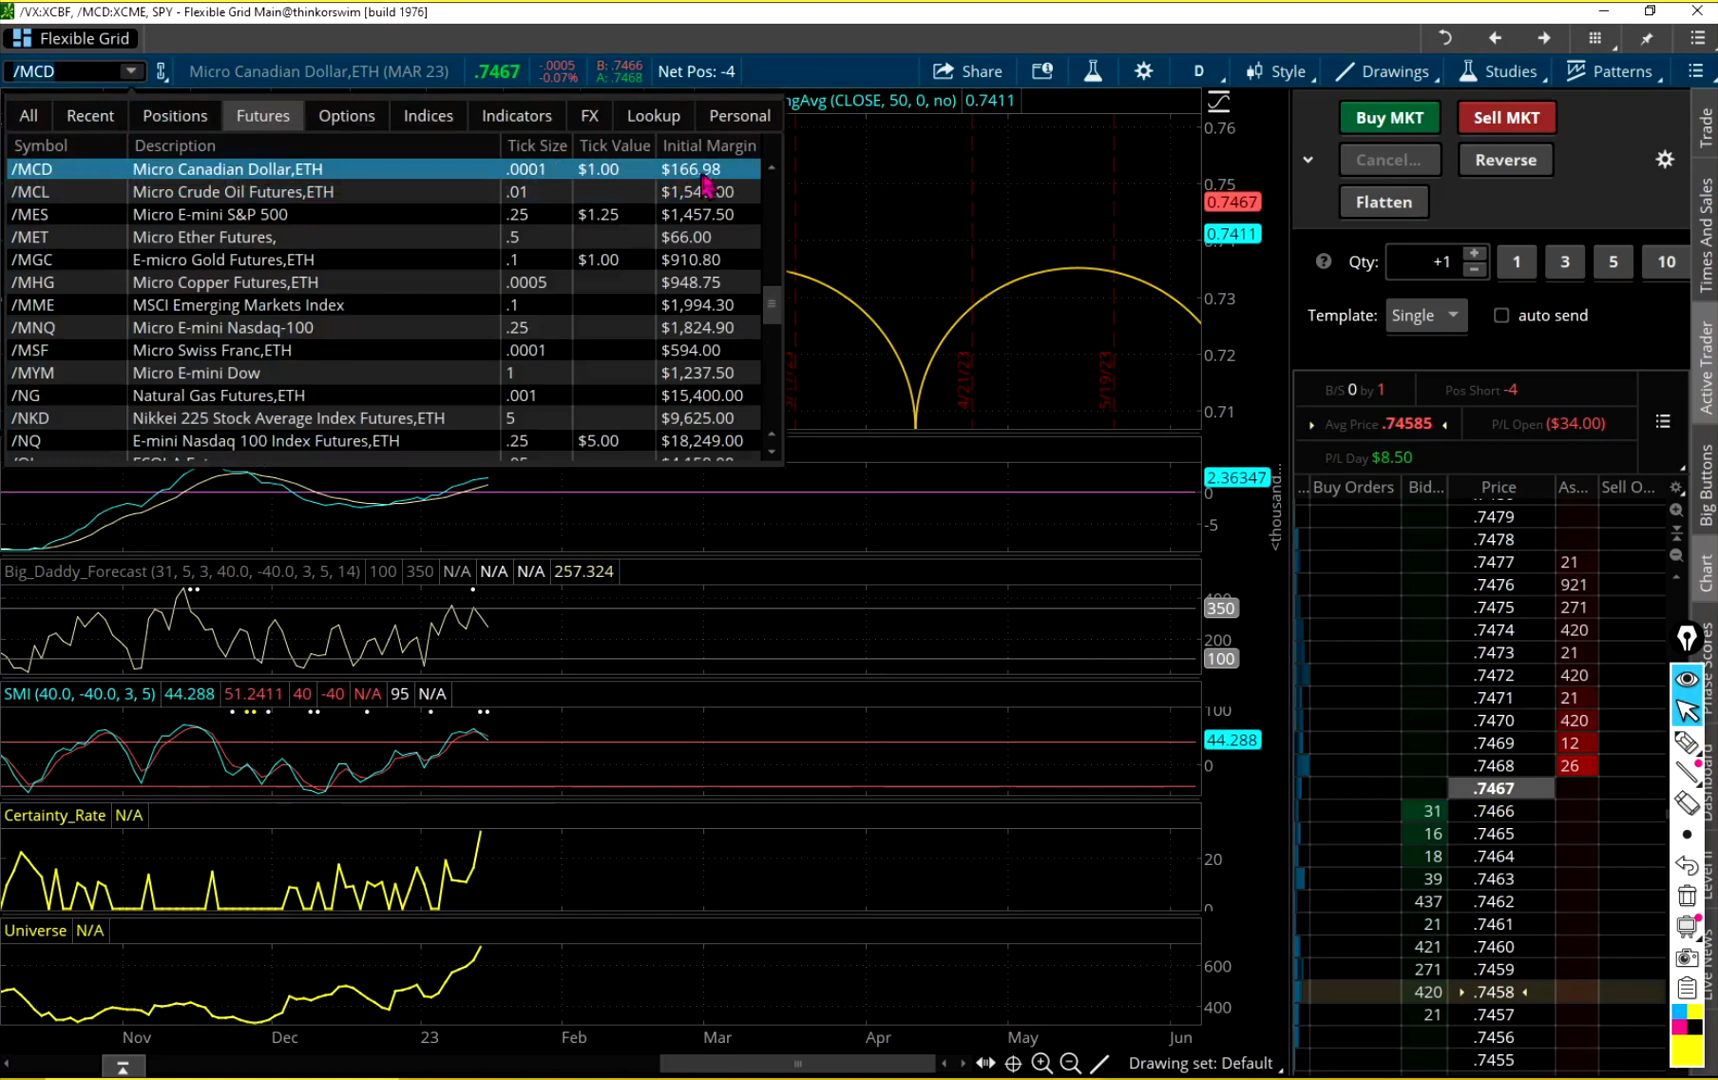 /VX:XCBF, /MCD:XCME, SPY - Flexible Grid Main@thinkorswim [build 1976]
Flexible Grid
/MCD Micro Canadian Dollar,ETH (MAR 23) .7467 -.0005 -0.07% B: .7466 A: .7468 Net Pos: -4 Share D Style Drawings Studies Patterns
All Recent Positions Futures Options Indices Indicators FX Lookup Personal
ngAvg (CLOSE, 50, 0, no) 0.7411
Symbol Description Tick Size Tick Value Initial Margin
/MCD Micro Canadian Dollar,ETH .0001 $1.00 $166.98
/MCL Micro Crude Oil Futures,ETH .01
/MES Micro E-mini S&P 500 .25 $1.25 $1,457.50
/MET Micro Ether Futures, .5 $66.00
/MGC E-micro Gold Futures,ETH .1 $1.00 $910.80
/MHG Micro Copper Futures,ETH .0005 $948.75
/MME MSCI Emerging Markets Index .1 $1,994.30
/MNQ Micro E-mini Nasdaq-100 .25 $1,824.90
/MSF Micro Swiss Franc,ETH .0001 $594.00
/MYM Micro E-mini Dow 1 $1,237.50
/NG Natural Gas Futures,ETH .001 $15,400.00
/NKD Nikkei 225 Stock Average Index Futures,ETH 5 $9,625.00
/NQ E-mini Nasdaq 100 Index Futures,ETH .25 $5.00 $18,249.00
0.76
0.75
0.7467
0.7411
0.73
0.72
0.71
4/21/23
5/19/23
2.36347
0
-5
<thousand...
Big_Daddy_Forecast (31, 5, 3, 40.0, -40.0, 3, 5, 14) 100 350 N/A N/A N/A 257.324
350
200
100
SMI (40.0, -40.0, 3, 5) 44.288 51.2411 40 -40 N/A 95 N/A
100
44.288
0
Certainty_Rate N/A
20
0
Universe N/A
600
400
Nov Dec 23 Feb Mar Apr May Jun
Drawing set: Default
Buy MKT Sell MKT
Cancel... Reverse
Flatten
Qty: +1 1 3 5 10
Template: Single auto send
B/S 0 by 1 Pos Short -4
Avg Price .74585 P/L Open ($34.00)
P/L Day $8.50
... Buy Orders Bid... Price As... Sell O...
.7479
.7478
.7477 21
.7476 921
.7475 271
.7474 420
.7473 21
.7472 420
.7471 21
.7470 420
.7469 12
.7468 26
.7467
31 .7466
16 .7465
18 .7464
39 .7463
437 .7462
21 .7461
421 .7460
271 .7459
420 .7458
21 .7457
.7456
.7455
Trade
Times And Sales
Active Trader
Big Buttons
Chart